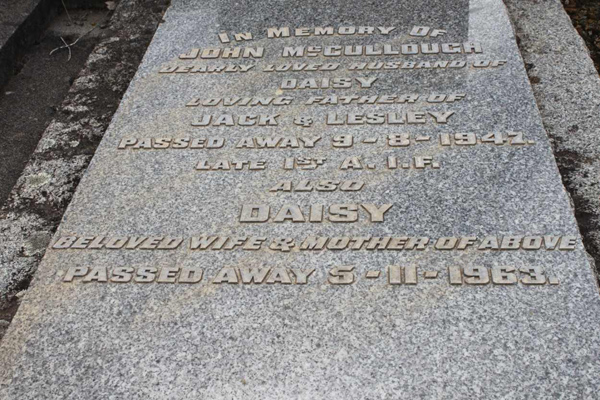 IN MEMORY OF
JOHN McCULLOUGH
DEARLY LOVED HUSBAND OF
DAISY
LOVING FATHER OF
JACK & LESLEY
PASSED AWAY 9-8-1947.
LATE 1ST A.I.F.
ALSO
DAISY
BELOVED WIFE & MOTHER OF ABOVE
PASSED AWAY 5-11-1963.